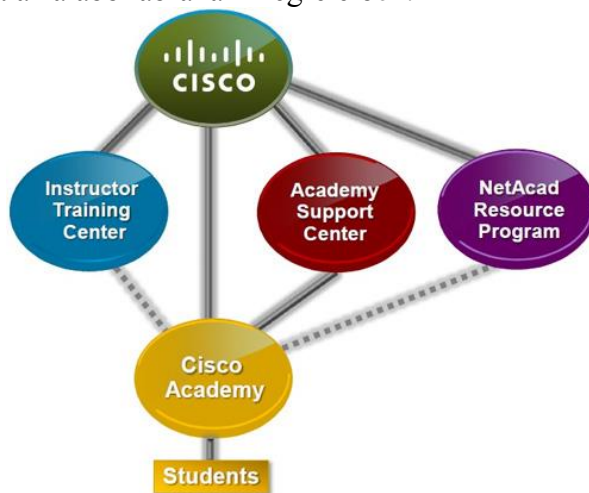 CISCO
Instructor
Training
Center
Academy
Support
Center
NetAcad
Resource
Program
Cisco
Academy
Students